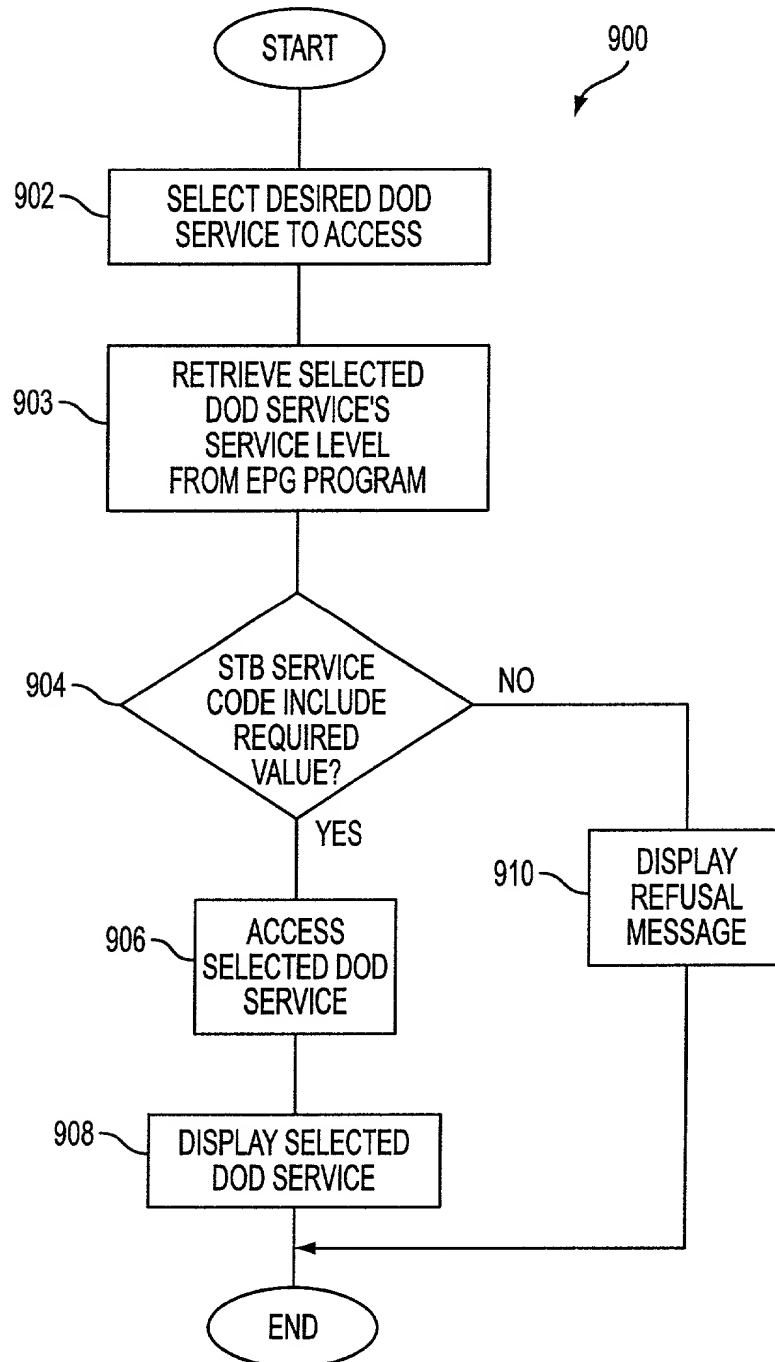 START
900
902
SELECT DESIRED DOD
SERVICE TO ACCESS
903
RETRIEVE SELECTED
DOD SERVICE'S
SERVICE LEVEL
FROM EPG PROGRAM
904
STB SERVICE
CODE INCLUDE
REQUIRED
VALUE?
NO
YES
906
ACCESS
SELECTED DOD
SERVICE
910
DISPLAY
REFUSAL
MESSAGE
908
DISPLAY SELECTED
DOD SERVICE
END